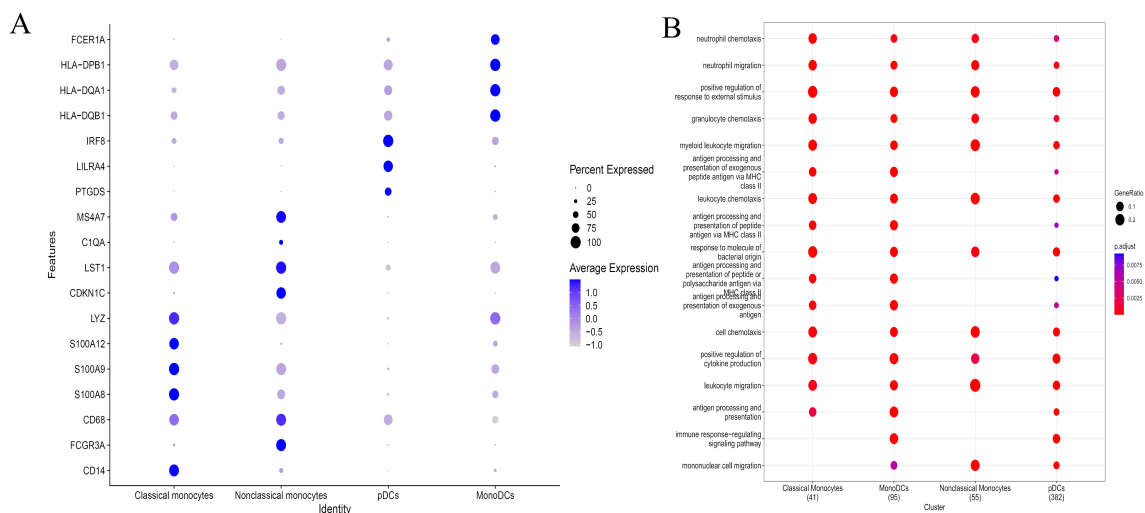 A
FCER1A
HLA−DPB1
HLA−DQA1
HLA−DQB1
IRF8
LILRA4
PTGDS
MS4A7
C1QA
LST1
CDKN1C
LYZ
S100A12
S100A9
S100A8
CD68
FCGR3A
CD14
Features
Classical monocytes
Nonclassical monocytes
pDCs
MonoDCs
Identity
Percent Expressed
0
25
50
75
100
Average Expression
1.5
1.0
0.5
0.0
−0.5
−1.0
B
neutrophil chemotaxis
neutrophil migration
positive regulation of
response to external stimulus
granulocyte chemotaxis
myeloid leukocyte migration
antigen processing and
presentation of exogenous
peptide antigen via MHC
class II
leukocyte chemotaxis
antigen processing and
presentation of peptide
antigen via MHC class II
response to molecule of
bacterial origin
antigen processing and
presentation of peptide or
polysaccharide antigen via
MHC class II
antigen processing and
presentation of exogenous
antigen
cell chemotaxis
positive regulation of
cytokine production
leukocyte migration
antigen processing and
presentation
immune response−regulating
signaling pathway
mononuclear cell migration
Classical Monocytes
(41)
MonoDCs
(95)
Nonclassical Monocytes
(55)
pDCs
(382)
Cluster
GeneRatio
0.1
0.2
p.adjust
0.0075
0.0050
0.0025